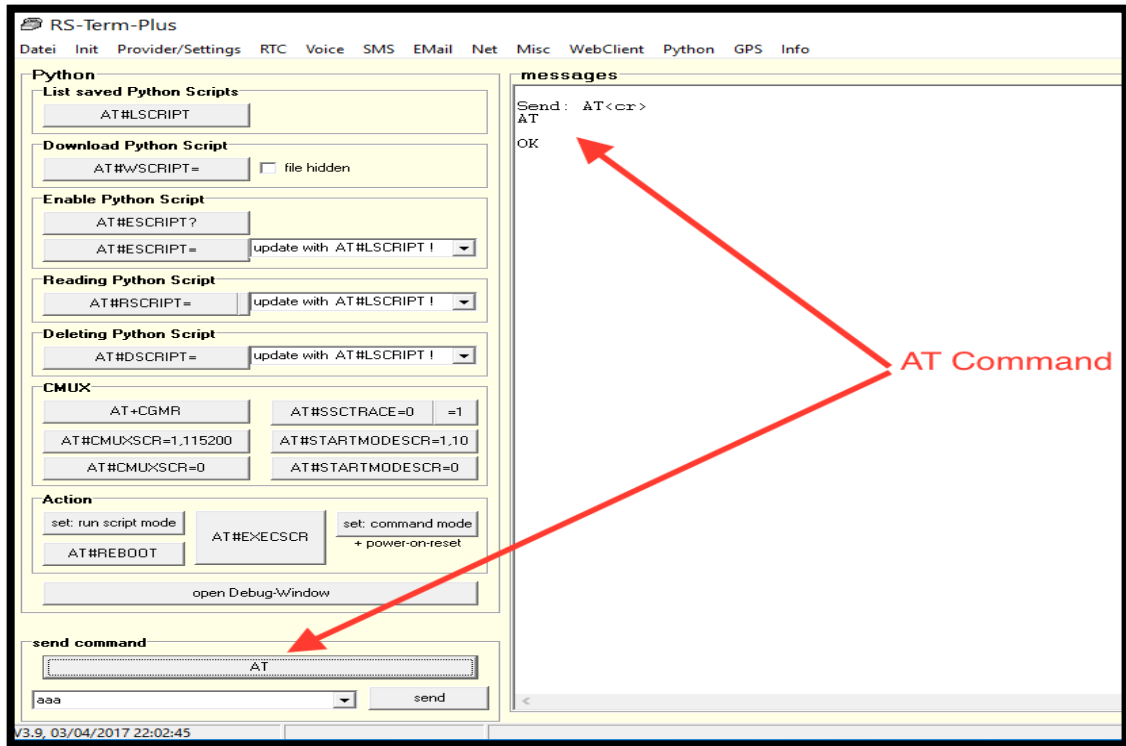 RS-Term-Plus
Datei Init Provider/Settings RTC Voice SMS EMail Net Misc WebClient Python GPS Info
Python
List saved Python Scripts
AT#LSCRIPT
Download Python Script
AT#WSCRIPT=
file hidden
Enable Python Script
AT#ESCRIPT?
AT#ESCRIPT=
update with AT#LSCRIPT !
Reading Python Script
AT#RSCRIPT=
update with AT#LSCRIPT !
Deleting Python Script
AT#DSCRIPT=
update with AT#LSCRIPT !
CMUX
AT+CGMR
AT#SSCTRACE=0
=1
AT#CMUXSCR=1,115200
AT#STARTMODESCR=1,10
AT#CMUXSCR=0
AT#STARTMODESCR=0
Action
set: run script mode
AT#EXECSCR
set: command mode
+ power-on-reset
AT#REBOOT
open Debug-Window
send command
AT
aaa
send
V3.9, 03/04/2017 22:02:45
messages
Send: AT<cr>
AT
OK
AT Command